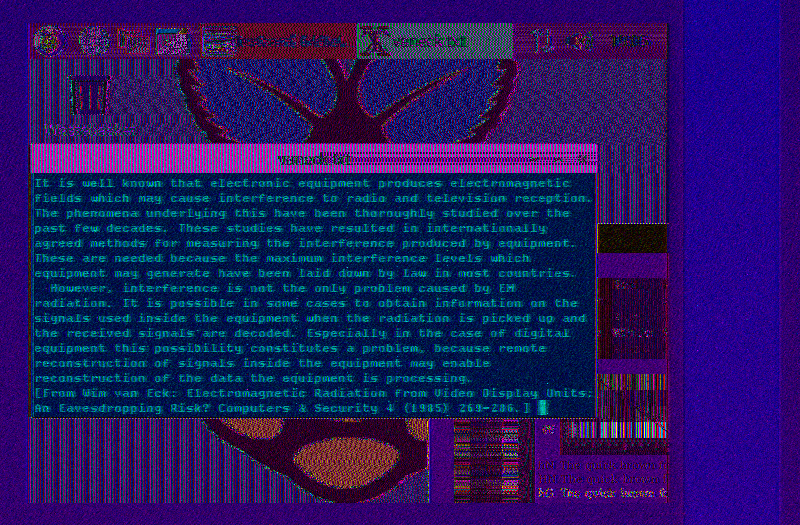 vaneck.txt
vaneck.txt
It is well known that electronic equipment produces electromagnetic
fields which may cause interference to radio and television reception.
The phenomena underlying this have been thoroughly studied over the
past few decades. These studies have resulted in internationally
agreed methods for measuring the interference produced by equipment.
These are needed because the maximum interference levels which
equipment may generate have been laid down by law in most countries.
However, interference is not the only problem caused by EM
radiation. It is possible in some cases to obtain information on the
signals used inside the equipment when the radiation is picked up and
the received signals are decoded. Especially in the case of digital
equipment this possibility constitutes a problem, because remote
reconstruction of signals inside the equipment may enable
reconstruction of the data the equipment is processing.
[From Wim van Eck: Electromagnetic Radiation from Video Display Units:
An Eavesdropping Risk? Computers & Security 4 (1985) 269-286.]